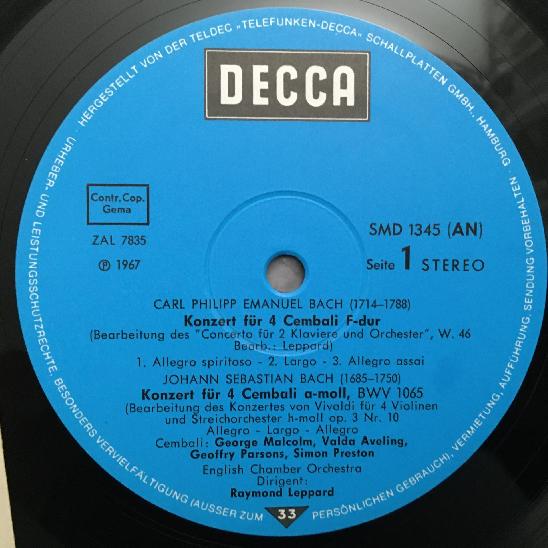 HERGESTELLT VON DER TELDEC »TELEFUNKEN-DECCA« SCHALLPLATTEN GMBH., HAMBURG.
URHEBER- UND LEISTUNGSSCHUTZRECHTE, BESONDERS VERVIELFÄLTIGUNG (AUSSER ZUM PERSÖNLICHEN GEBRAUCH), VERMIETUNG, AUFFÜHRUNG, SENDUNG VORBEHALTEN
DECCA
Contr. Cop.
Gema
ZAL 7835
Ⓟ 1967
SMD 1345 (AN)
Seite 1 STEREO
CARL PHILIPP EMANUEL BACH (1714–1788)
Konzert für 4 Cembali F-dur
(Bearbeitung des "Concerto für 2 Klaviere und Orchester", W. 46
Bearb.: Leppard)
1. Allegro spiritoso - 2. Largo - 3. Allegro assai
JOHANN SEBASTIAN BACH (1685-1750)
Konzert für 4 Cembali a-moll, BWV 1065
(Bearbeitung des Konzertes von Vivaldi für 4 Violinen
und Streichorchester h-moll op. 3 Nr. 10
Allegro - Largo - Allegro
Cembali: George Malcolm, Valda Aveling,
Geoffry Parsons, Simon Preston
English Chamber Orchestra
Dirigent:
Raymond Leppard
33